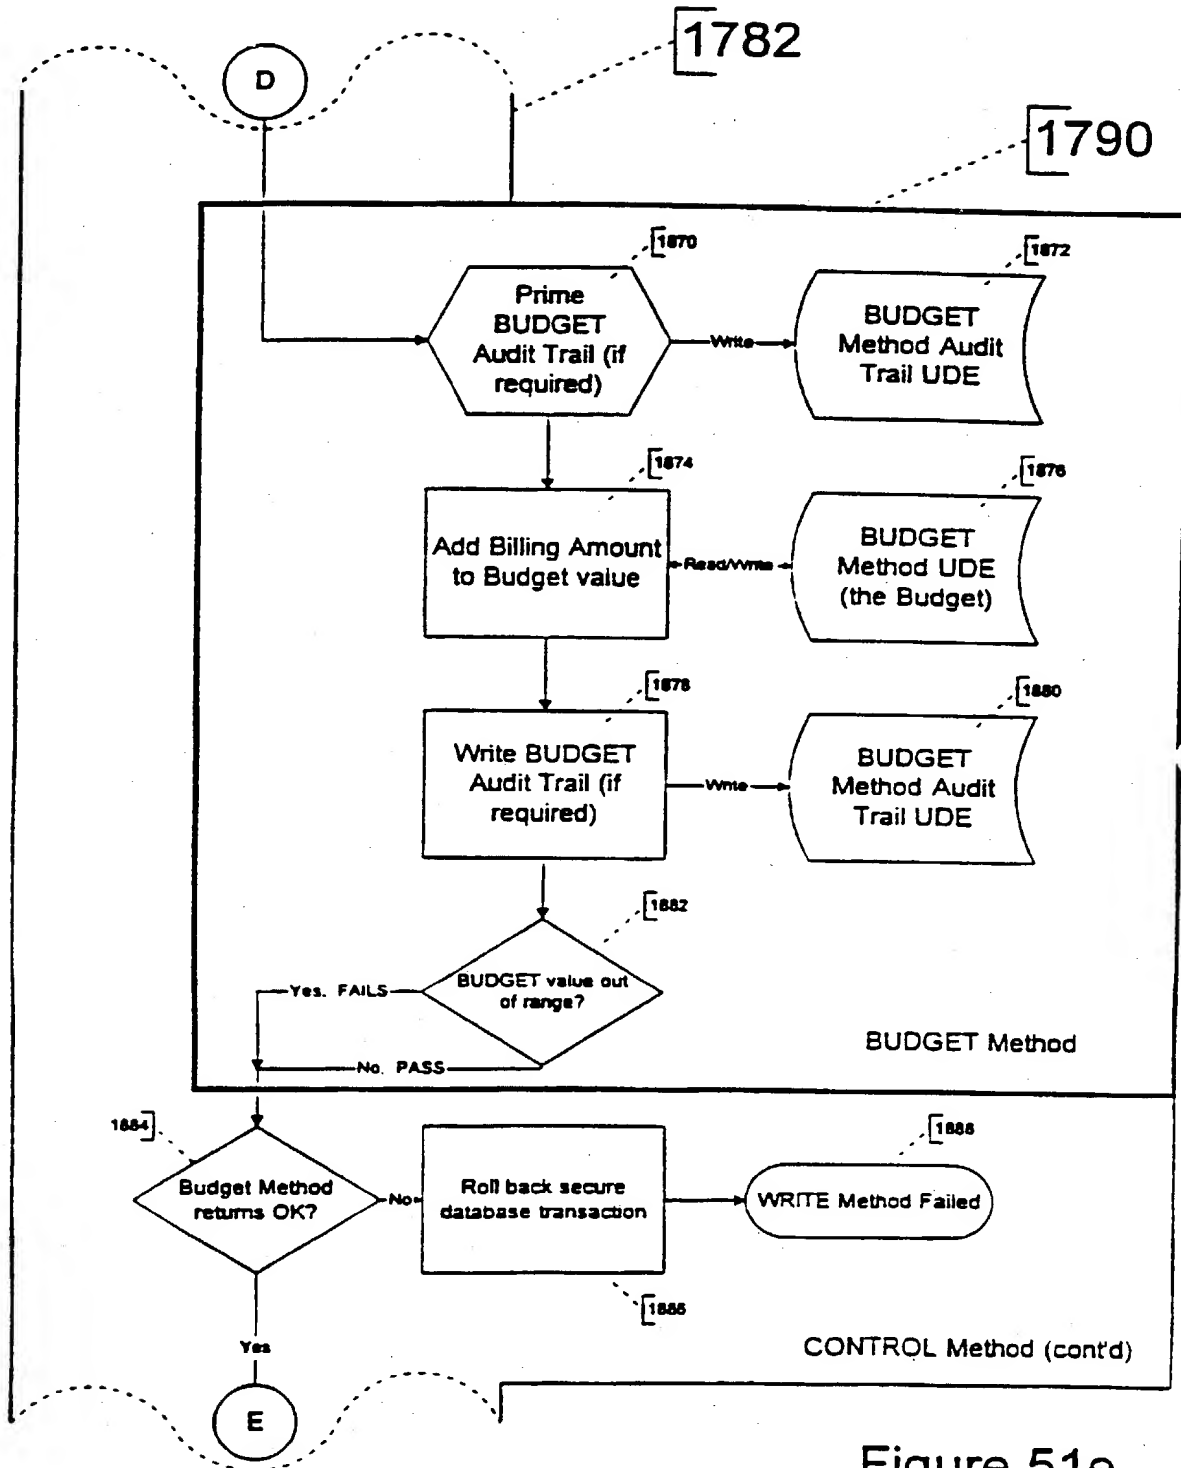 1782
D
1790
1870
1872
Prime
BUDGET
Audit Trail (if
required)
Write
BUDGET
Method Audit
Trail UDE
1874
1876
Add Billing Amount
to Budget value
Read/Write
BUDGET
Method UDE
(the Budget)
1878
1880
Write BUDGET
Audit Trail (if
required)
Write
BUDGET
Method Audit
Trail UDE
1882
BUDGET value out
of range?
Yes. FAILS
No. PASS
BUDGET Method
1884
1888
Budget Method
returns OK?
No
Roll back secure
database transaction
WRITE Method Failed
1886
Yes
CONTROL Method (cont'd)
E
Figure 51e